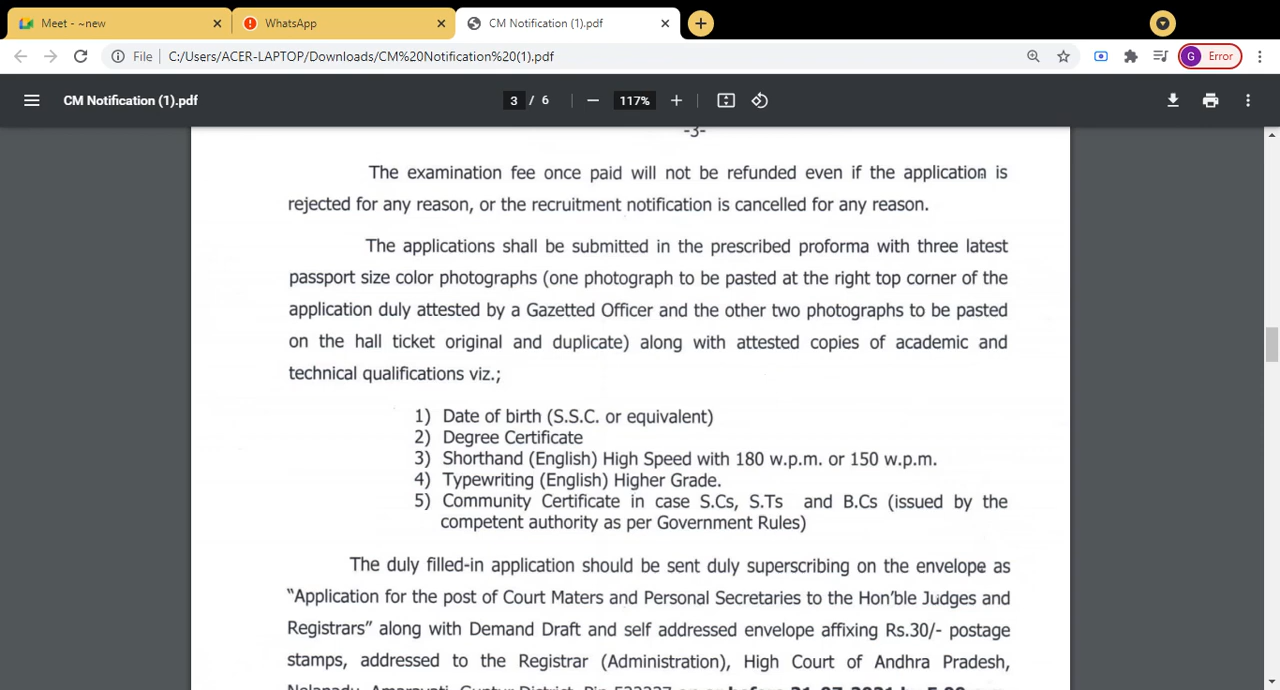 Meet - ~new
WhatsApp
CM Notification (1).pdf
File C:/Users/ACER-LAPTOP/Downloads/CM%20Notification%20(1).pdf
G Error
CM Notification (1).pdf
3 / 6
117%
-3-
The examination fee once paid will not be refunded even if the application is
rejected for any reason, or the recruitment notification is cancelled for any reason.
The applications shall be submitted in the prescribed proforma with three latest
passport size color photographs (one photograph to be pasted at the right top corner of the
application duly attested by a Gazetted Officer and the other two photographs to be pasted
on the hall ticket original and duplicate) along with attested copies of academic and
technical qualifications viz.;
1) Date of birth (S.S.C. or equivalent)
2) Degree Certificate
3) Shorthand (English) High Speed with 180 w.p.m. or 150 w.p.m.
4) Typewriting (English) Higher Grade.
5) Community Certificate in case S.Cs, S.Ts and B.Cs (issued by the
competent authority as per Government Rules)
The duly filled-in application should be sent duly superscribing on the envelope as
"Application for the post of Court Maters and Personal Secretaries to the Hon'ble Judges and
Registrars" along with Demand Draft and self addressed envelope affixing Rs.30/- postage
stamps, addressed to the Registrar (Administration), High Court of Andhra Pradesh,
Amaravati, Guntur District, Pin